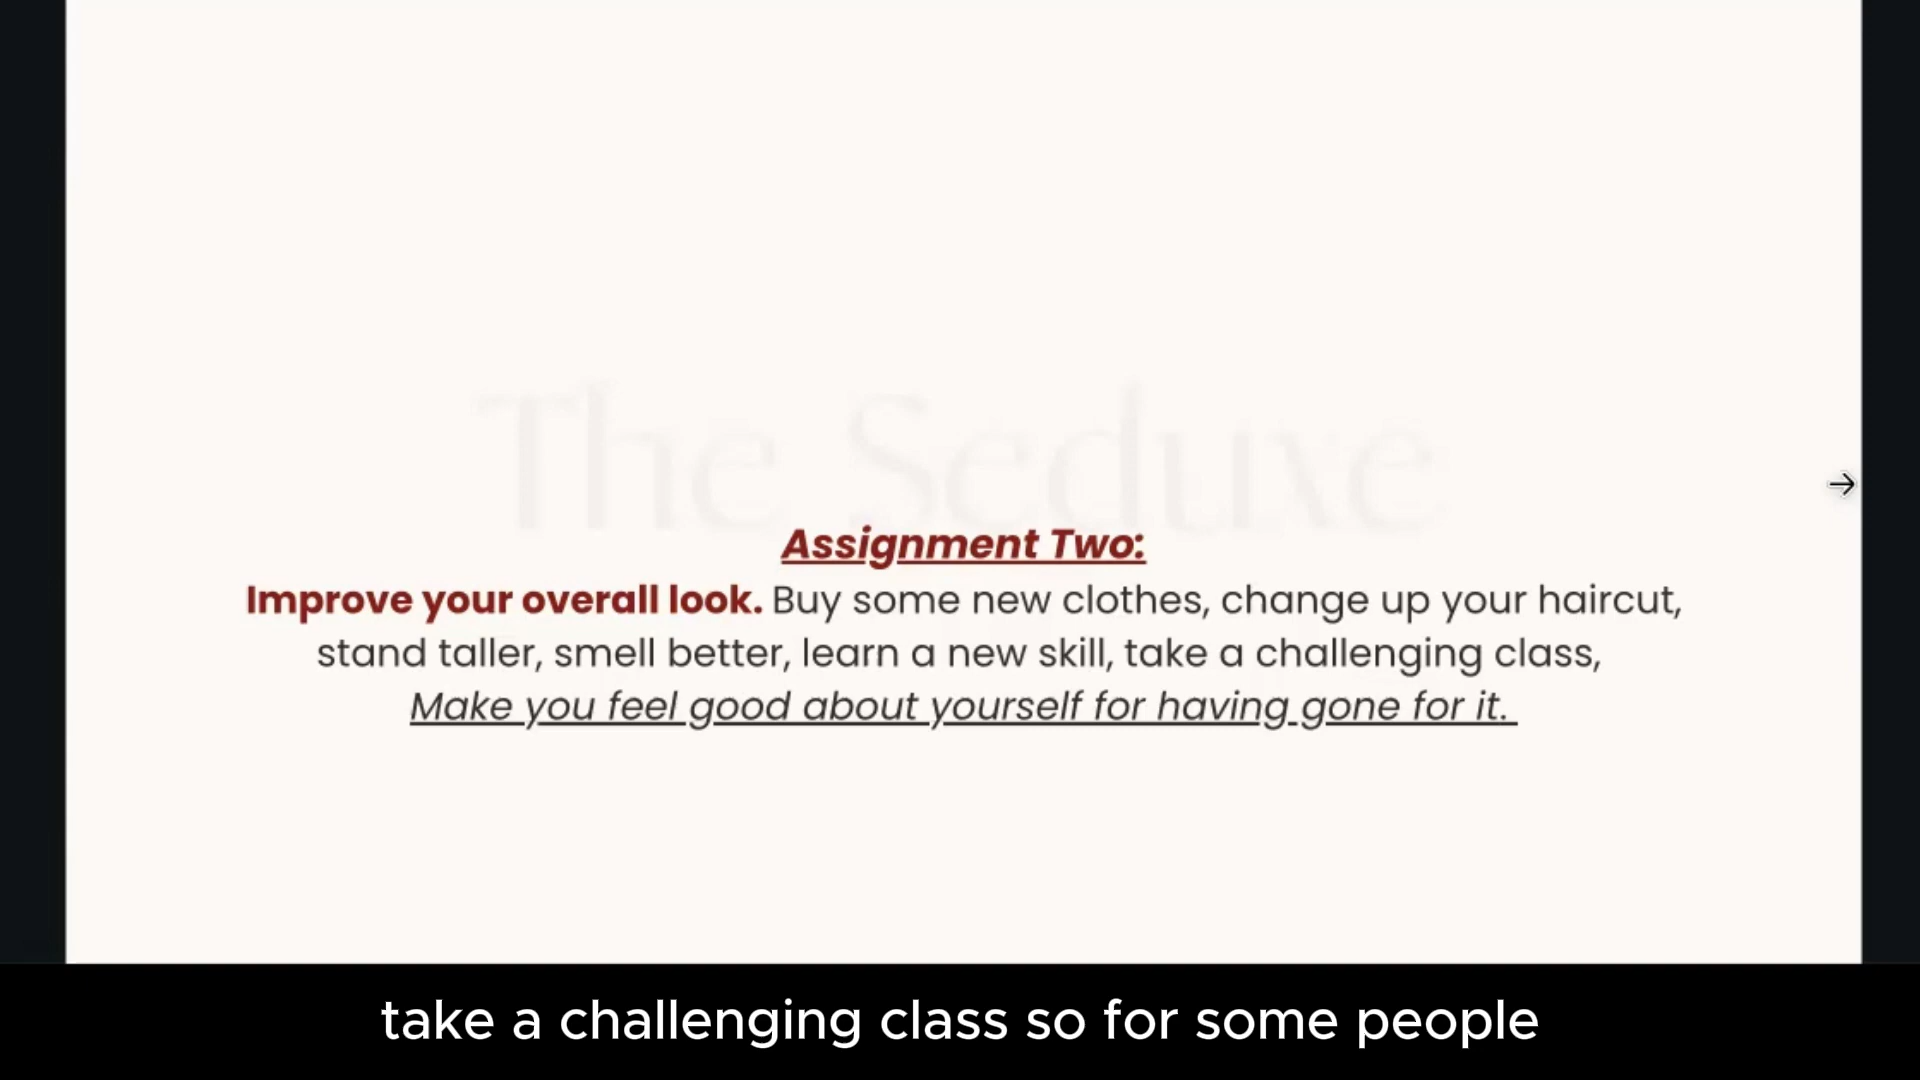 The Seduxe
Assignment Two:
Improve your overall look. Buy some new clothes, change up your haircut,
stand taller, smell better, learn a new skill, take a challenging class,
Make you feel good about yourself for having gone for it.
take a challenging class so for some people